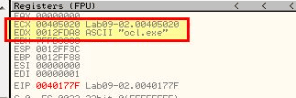 Registers (FPU)
EAX 00000000
ECX 00405020 Lab09-02.00405020
EDX 0012FDA8 ASCII "ocl.exe"
ESP 0012FF3C
EBP 0012FF88
ESI 00000000
EDI 00000001
EIP 0040177F Lab09-02.0040177F